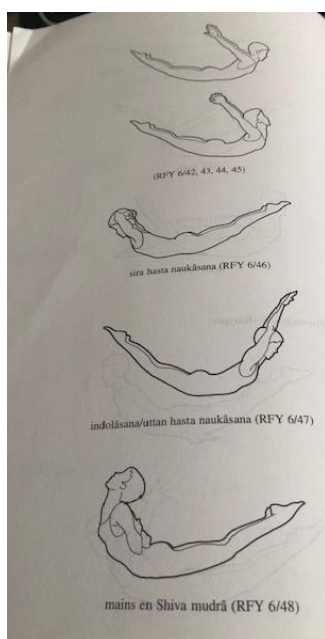 (RFY 6/42, 43, 44, 45)
sira hasta naukâsana (RFY 6/46)
indolâsana/uttan hasta naukâsana (RFY 6/47)
mains en Shiva mudrâ (RFY 6/48)